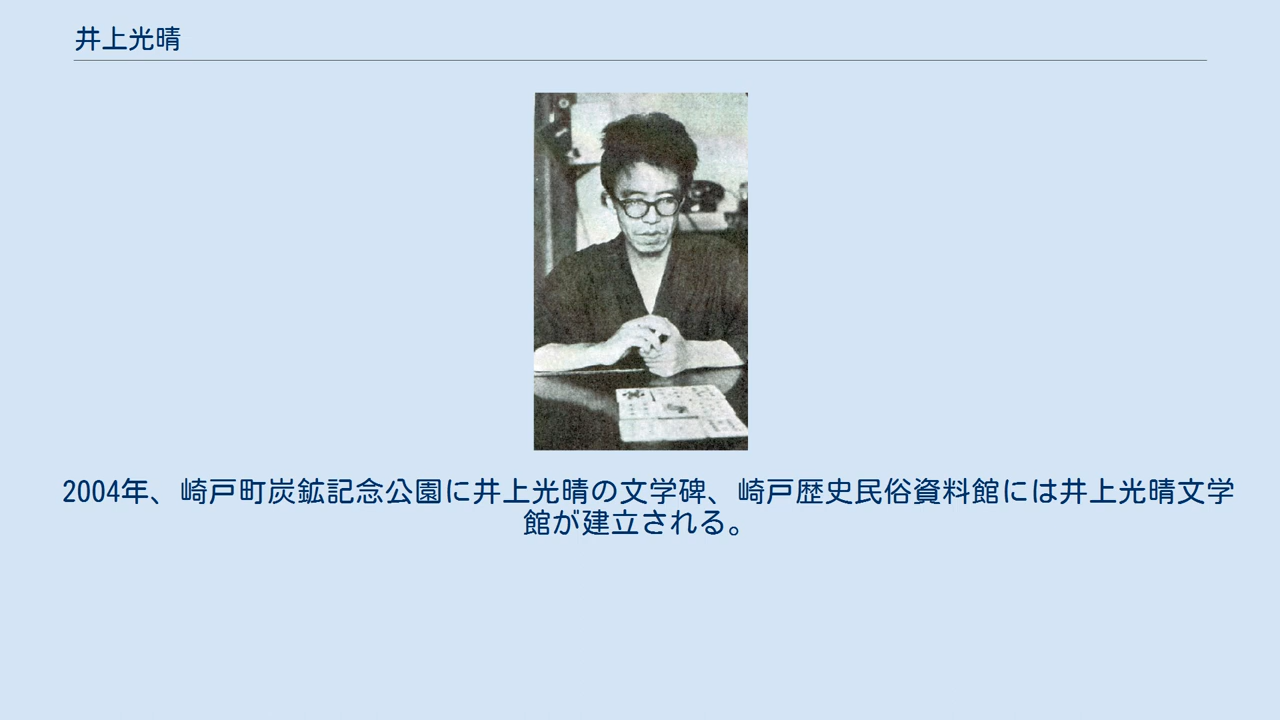 井上光晴
2004年、崎戸町炭鉱記念公園に井上光晴の文学碑、崎戸歴史民俗資料館には井上光晴文学
館が建立される。